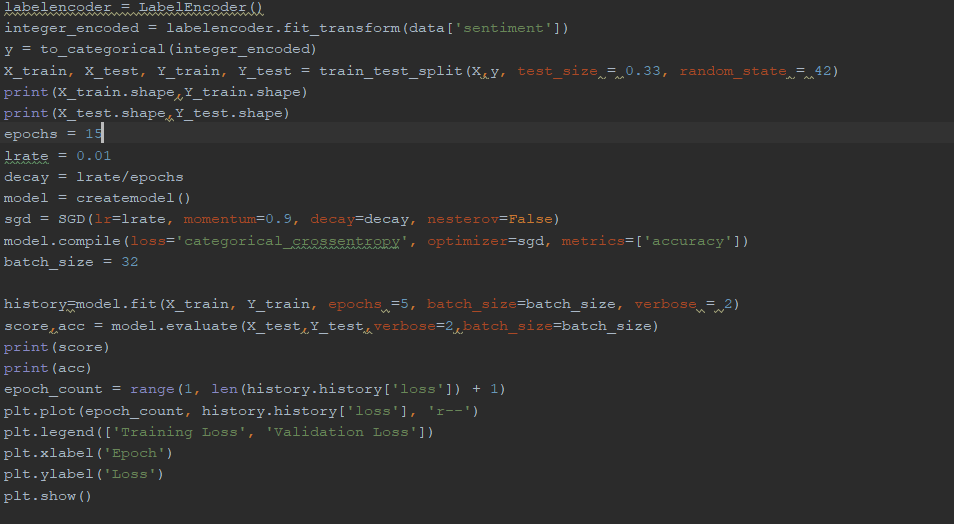 labelencoder = LabelEncoder()
integer_encoded = labelencoder.fit_transform(data['sentiment'])
y = to_categorical(integer_encoded)
X_train, X_test, Y_train, Y_test = train_test_split(X,y, test_size = 0.33, random_state = 42)
print(X_train.shape,Y_train.shape)
print(X_test.shape,Y_test.shape)
epochs = 15
lrate = 0.01
decay = lrate/epochs
model = createmodel()
sgd = SGD(lr=lrate, momentum=0.9, decay=decay, nesterov=False)
model.compile(loss='categorical_crossentropy', optimizer=sgd, metrics=['accuracy'])
batch_size = 32
history=model.fit(X_train, Y_train, epochs =5, batch_size=batch_size, verbose = 2)
score,acc = model.evaluate(X_test,Y_test,verbose=2,batch_size=batch_size)
print(score)
print(acc)
epoch_count = range(1, len(history.history['loss']) + 1)
plt.plot(epoch_count, history.history['loss'], 'r--')
plt.legend(['Training Loss', 'Validation Loss'])
plt.xlabel('Epoch')
plt.ylabel('Loss')
plt.show()